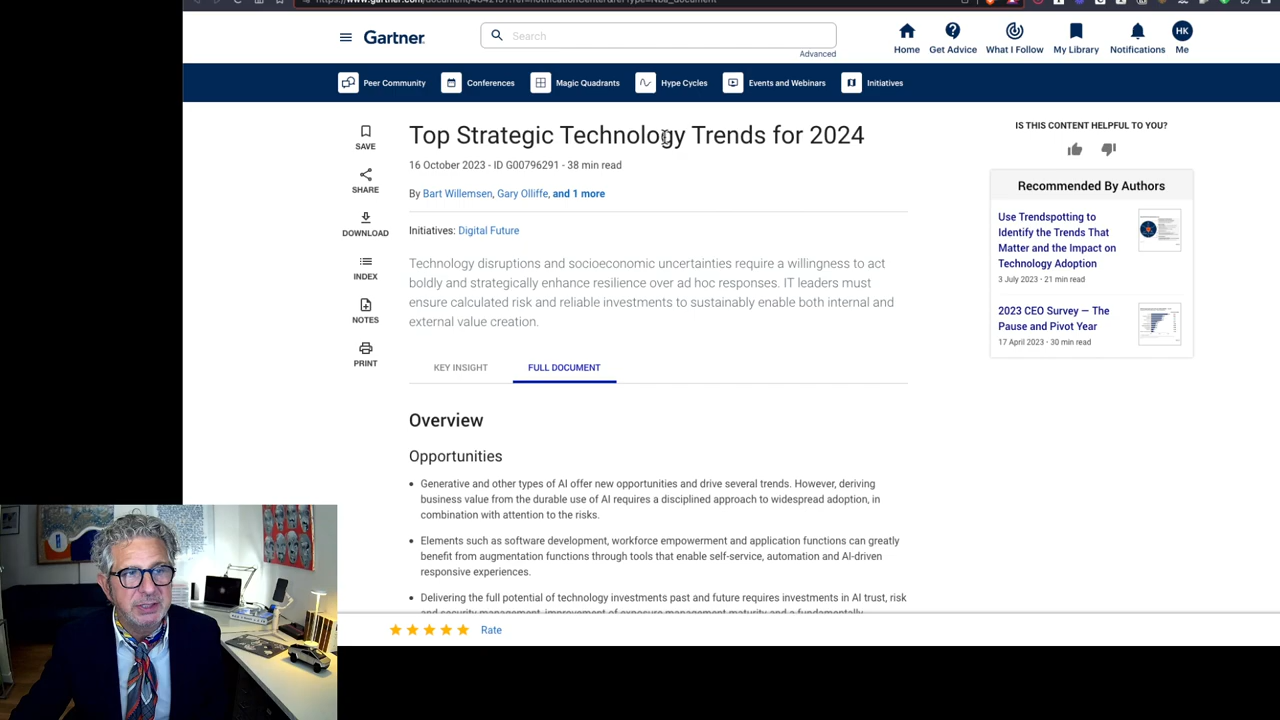 Gartner
Search
Advanced
Home
Get Advice
What I Follow
My Library
Notifications
HK
Me
Peer Community
Conferences
Magic Quadrants
Hype Cycles
Events and Webinars
Initiatives
SAVE
SHARE
DOWNLOAD
INDEX
NOTES
PRINT
Top Strategic Technology Trends for 2024
16 October 2023 - ID G00796291 - 38 min read
By Bart Willemsen, Gary Olliffe, and 1 more
Initiatives: Digital Future
Technology disruptions and socioeconomic uncertainties require a willingness to act
boldly and strategically enhance resilience over ad hoc responses. IT leaders must
ensure calculated risk and reliable investments to sustainably enable both internal and
external value creation.
KEY INSIGHT
FULL DOCUMENT
Overview
Opportunities
• Generative and other types of AI offer new opportunities and drive several trends. However, deriving
business value from the durable use of AI requires a disciplined approach to widespread adoption, in
combination with attention to the risks.
• Elements such as software development, workforce empowerment and application functions can greatly
benefit from augmentation functions through tools that enable self-service, automation and AI-driven
responsive experiences.
• Delivering the full potential of technology investments past and future requires investments in AI trust, risk
and security management, improvement of exposure management maturity and a fundamentally
Rate
IS THIS CONTENT HELPFUL TO YOU?
Recommended By Authors
Use Trendspotting to
Identify the Trends That
Matter and the Impact on
Technology Adoption
3 July 2023 - 21 min read
2023 CEO Survey — The
Pause and Pivot Year
17 April 2023 - 30 min read